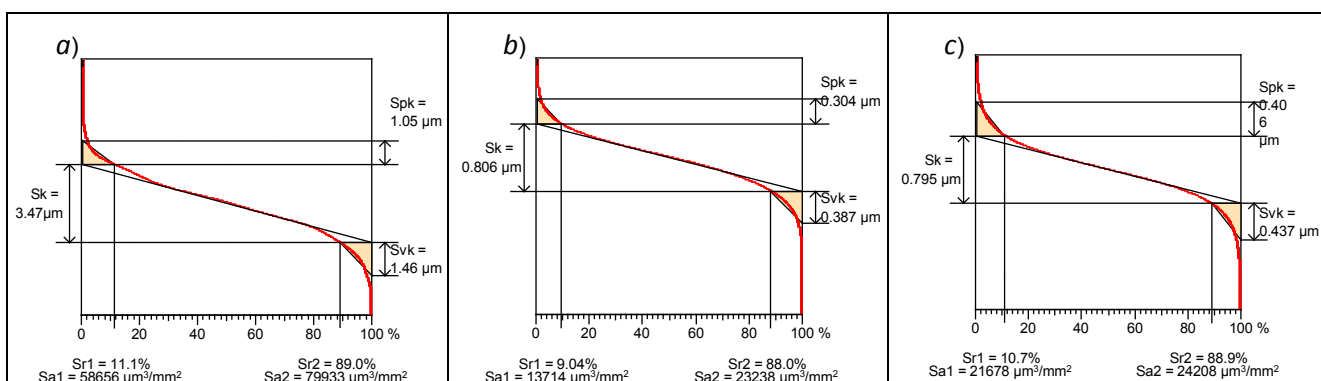 a)
Spk =
1.05 µm
Sk =
3.47µm
Svk =
1.46 µm
0 20 40 60 80 100 %
Sr1 = 11.1% Sr2 = 89.0%
Sa1 = 58656 µm³/mm² Sa2 = 79933 µm³/mm²
b)
Spk =
0.304 µm
Sk =
0.806 µm
Svk =
0.387 µm
0 20 40 60 80 100 %
Sr1 = 9.04% Sr2 = 88.0%
Sa1 = 13714 µm³/mm² Sa2 = 23238 µm³/mm²
c)
Spk =
0.40
6
µm
Sk =
0.795 µm
Svk =
0.437 µm
0 20 40 60 80 100 %
Sr1 = 10.7% Sr2 = 88.9%
Sa1 = 21678 µm³/mm² Sa2 = 24208 µm³/mm²